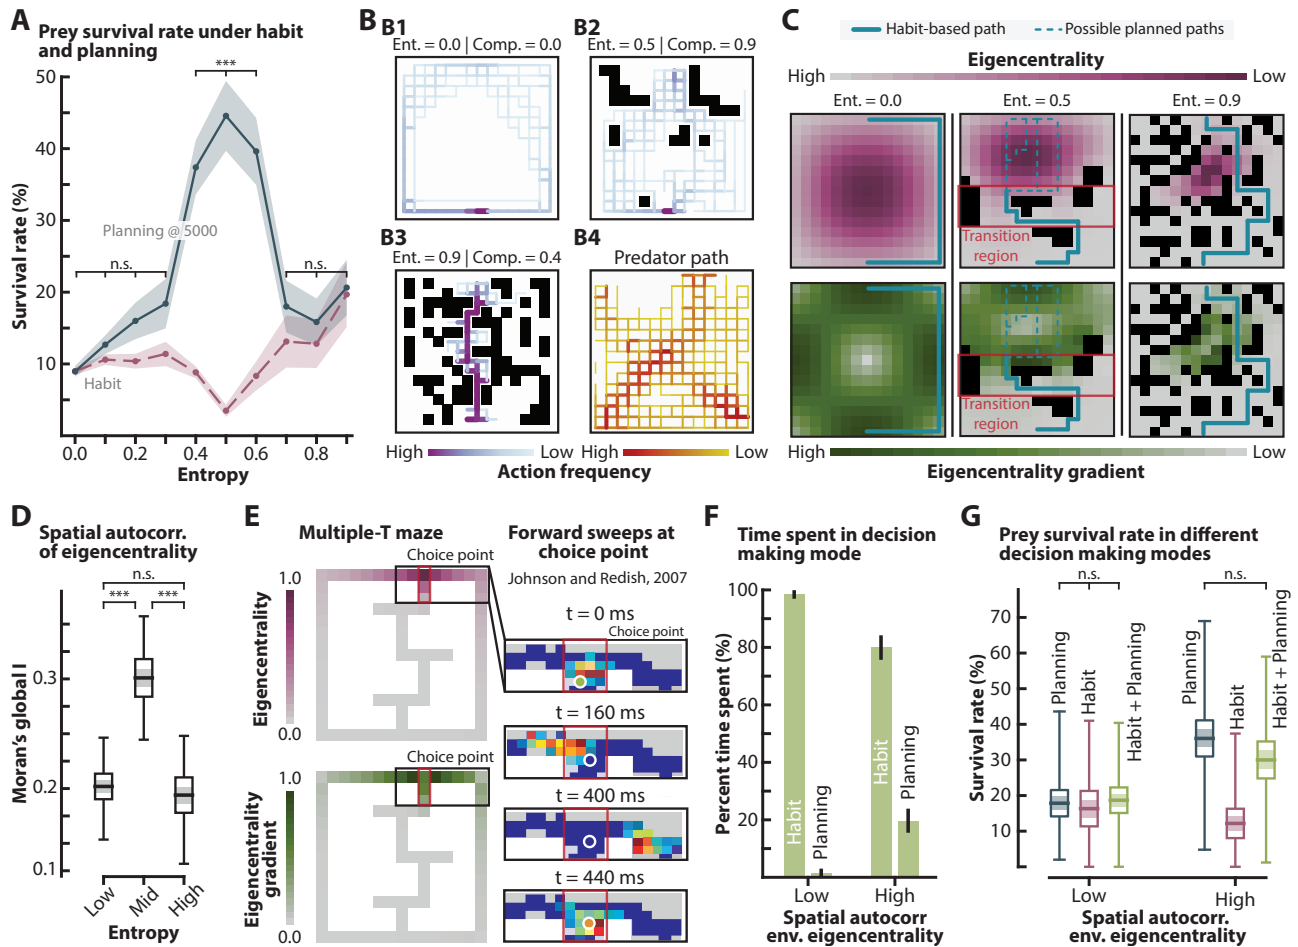 A Prey survival rate under habit
and planning
50
40
30
20
10
Survival rate (%)
***
Planning @ 5000
n.s.
n.s.
Habit
0.0 0.2 0.4 0.6 0.8
Entropy
B
B1
Ent. = 0.0 | Comp. = 0.0
B2
Ent. = 0.5 | Comp. = 0.9
B3
Ent. = 0.9 | Comp. = 0.4
B4
Predator path
High Low High Low
Action frequency
C
Habit-based path Possible planned paths
Eigencentrality
High Low
Ent. = 0.0 Ent. = 0.5 Ent. = 0.9
Transition
region
Transition
region
High Low
Eigencentrality gradient
D Spatial autocorr.
of eigencentrality
n.s.
*** ***
0.3
0.2
0.1
Moran's global I
Low Mid High
Entropy
E
Multiple-T maze
Choice point
1.0
0.0
Eigencentrality
Choice point
1.0
0.0
Eigencentrality
gradient
Forward sweeps at
choice point
Johnson and Redish, 2007
t = 0 ms
Choice point
t = 160 ms
t = 400 ms
t = 440 ms
F Time spent in decision
making mode
100
80
60
40
20
Percent time spent (%)
Habit
Planning
Habit
Planning
Low High
Spatial autocorr
env. eigencentrality
G Prey survival rate in different
decision making modes
n.s. n.s.
70
60
50
40
30
20
10
Survival rate (%)
Planning
Habit
Habit + Planning
Planning
Habit
Habit + Planning
Low High
Spatial autocorr.
env. eigencentrality